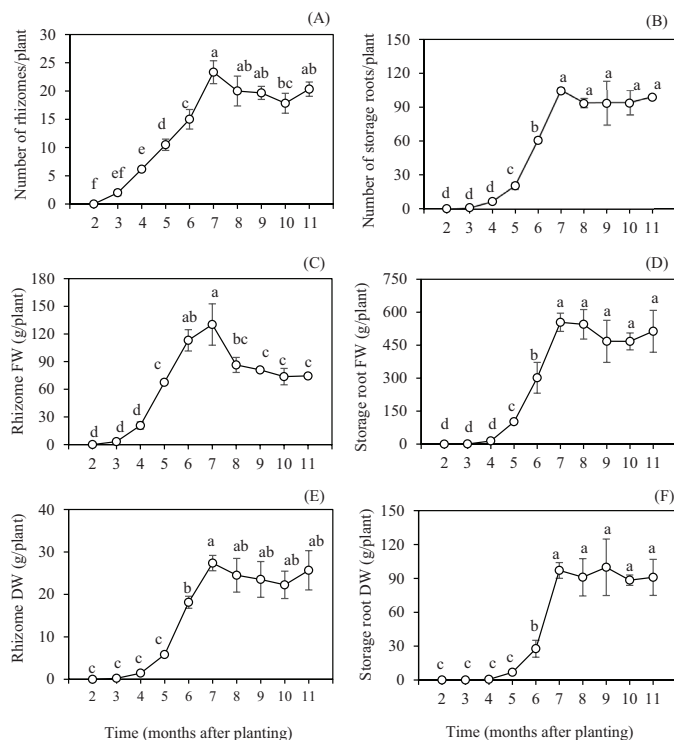 (A)
Number of rhizomes/plant
30
25
20
15
10
5
0
f ef e d c a ab ab bc ab
2 3 4 5 6 7 8 9 10 11
(B)
Number of storage roots/plant
150
120
90
60
30
0
d d d c b a a a a a
2 3 4 5 6 7 8 9 10 11
(C)
Rhizome FW (g/plant)
180
150
120
90
60
30
0
d d d c ab a bc c c c
2 3 4 5 6 7 8 9 10 11
(D)
Storage root FW (g/plant)
750
600
450
300
150
0
d d d c b a a a a a
2 3 4 5 6 7 8 9 10 11
(E)
Rhizome DW (g/plant)
40
30
20
10
0
c c c c b a ab ab ab ab
2 3 4 5 6 7 8 9 10 11
Time (months after planting)
(F)
Storage root DW (g/plant)
150
120
90
60
30
0
c c c c b a a a a a
2 3 4 5 6 7 8 9 10 11
Time (months after planting)